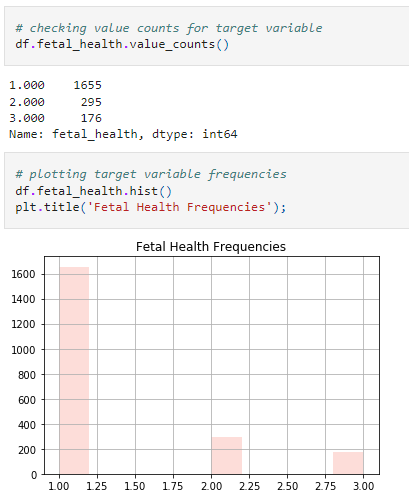 # checking value counts for target variable
df.fetal_health.value_counts()
1.000    1655
2.000     295
3.000     176
Name: fetal_health, dtype: int64
# plotting target variable frequencies
df.fetal_health.hist()
plt.title('Fetal Health Frequencies');
Fetal Health Frequencies
1600
1400
1200
1000
800
600
400
200
0
1.00 1.25 1.50 1.75 2.00 2.25 2.50 2.75 3.00